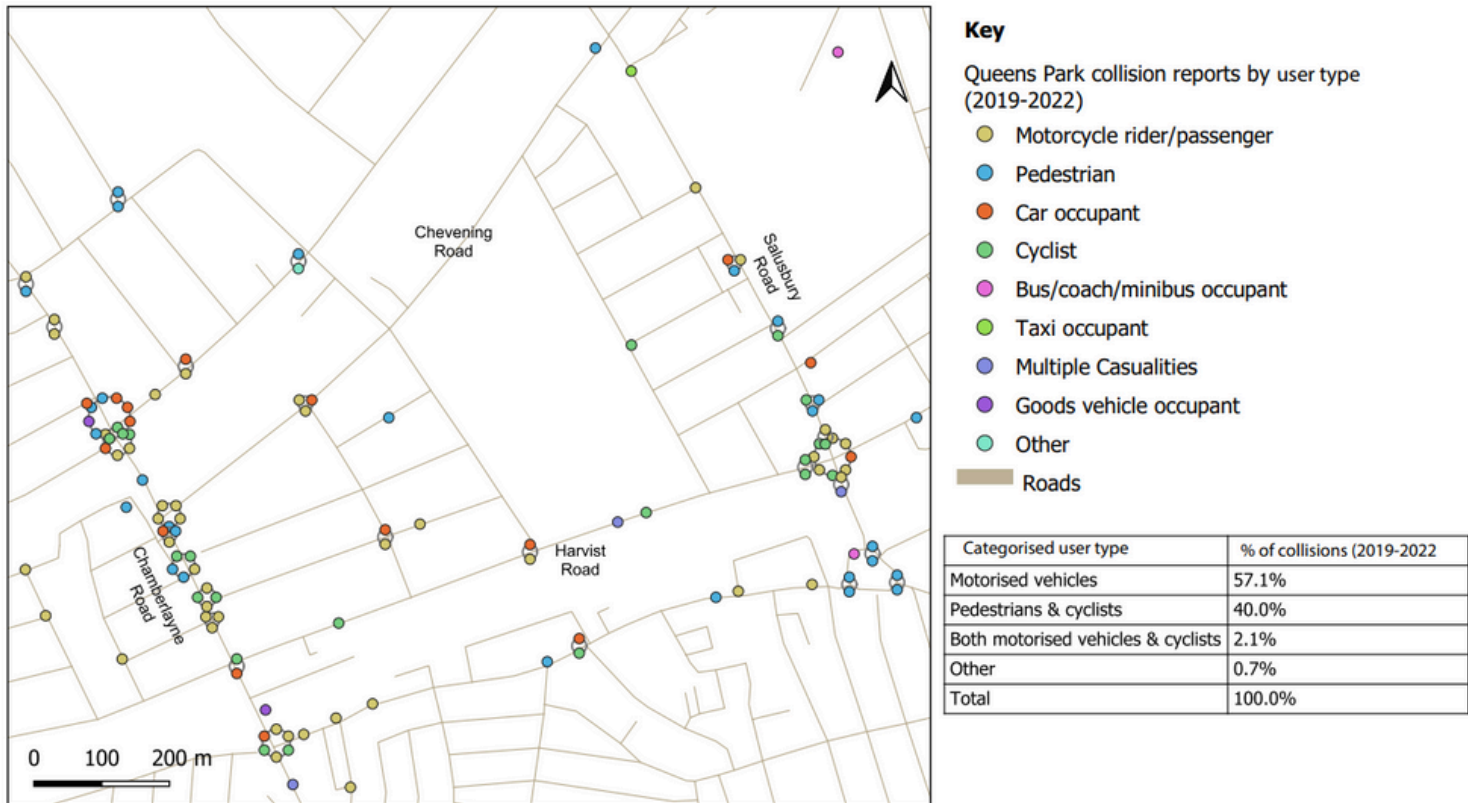 Chevening
Road
Salusbury
Road
Harvist
Road
Chamberlayne
Road
0 100 200 m
Key
Queens Park collision reports by user type
(2019-2022)
Motorcycle rider/passenger
Pedestrian
Car occupant
Cyclist
Bus/coach/minibus occupant
Taxi occupant
Multiple Casualities
Goods vehicle occupant
Other
Roads
Categorised user type % of collisions (2019-2022
Motorised vehicles 57.1%
Pedestrians & cyclists 40.0%
Both motorised vehicles & cyclists 2.1%
Other 0.7%
Total 100.0%